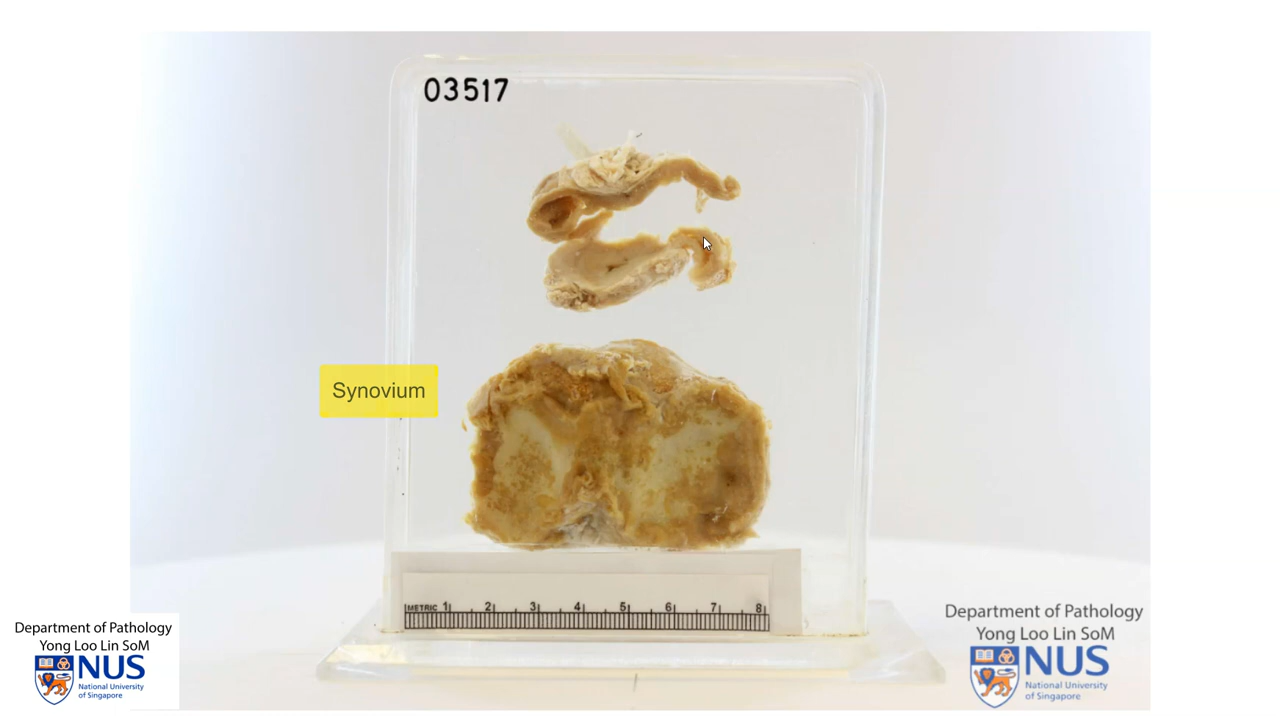 03517
Synovium
METRIC 1 2 3 4 5 6 7 8
Department of Pathology
Yong Loo Lin SoM
NUS
National University
of Singapore
Department of Pathology
Yong Loo Lin SoM
NUS
National University
of Singapore